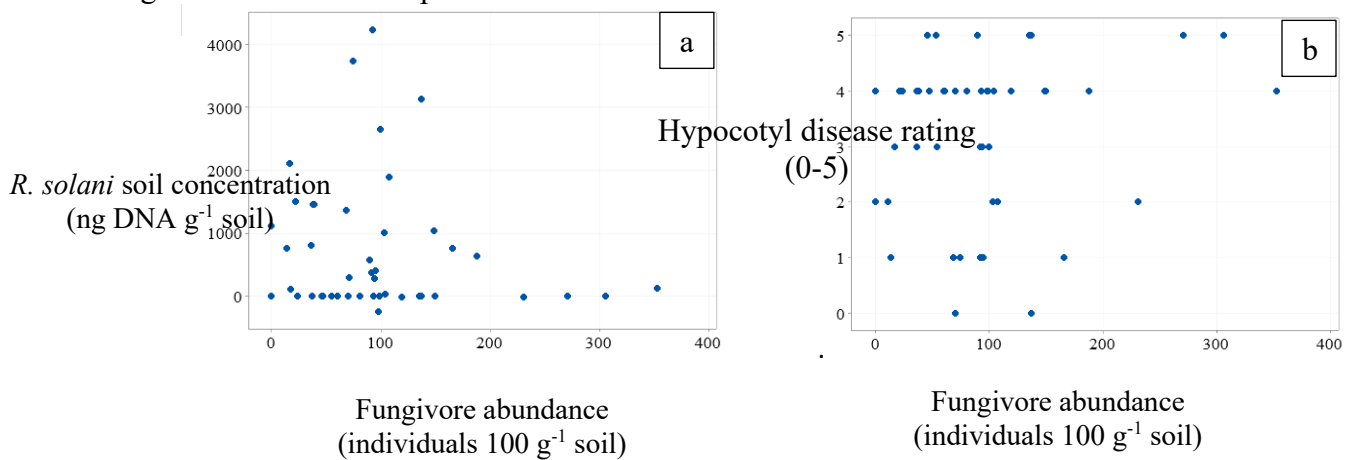 a
4000
3000
2000
1000
0
R. solani soil concentration
(ng DNA g⁻¹ soil)
0 100 200 300 400
Fungivore abundance
(individuals 100 g⁻¹ soil)
b
5
4
3
2
1
0
Hypocotyl disease rating
(0-5)
0 100 200 300 400
.
Fungivore abundance
(individuals 100 g⁻¹ soil)